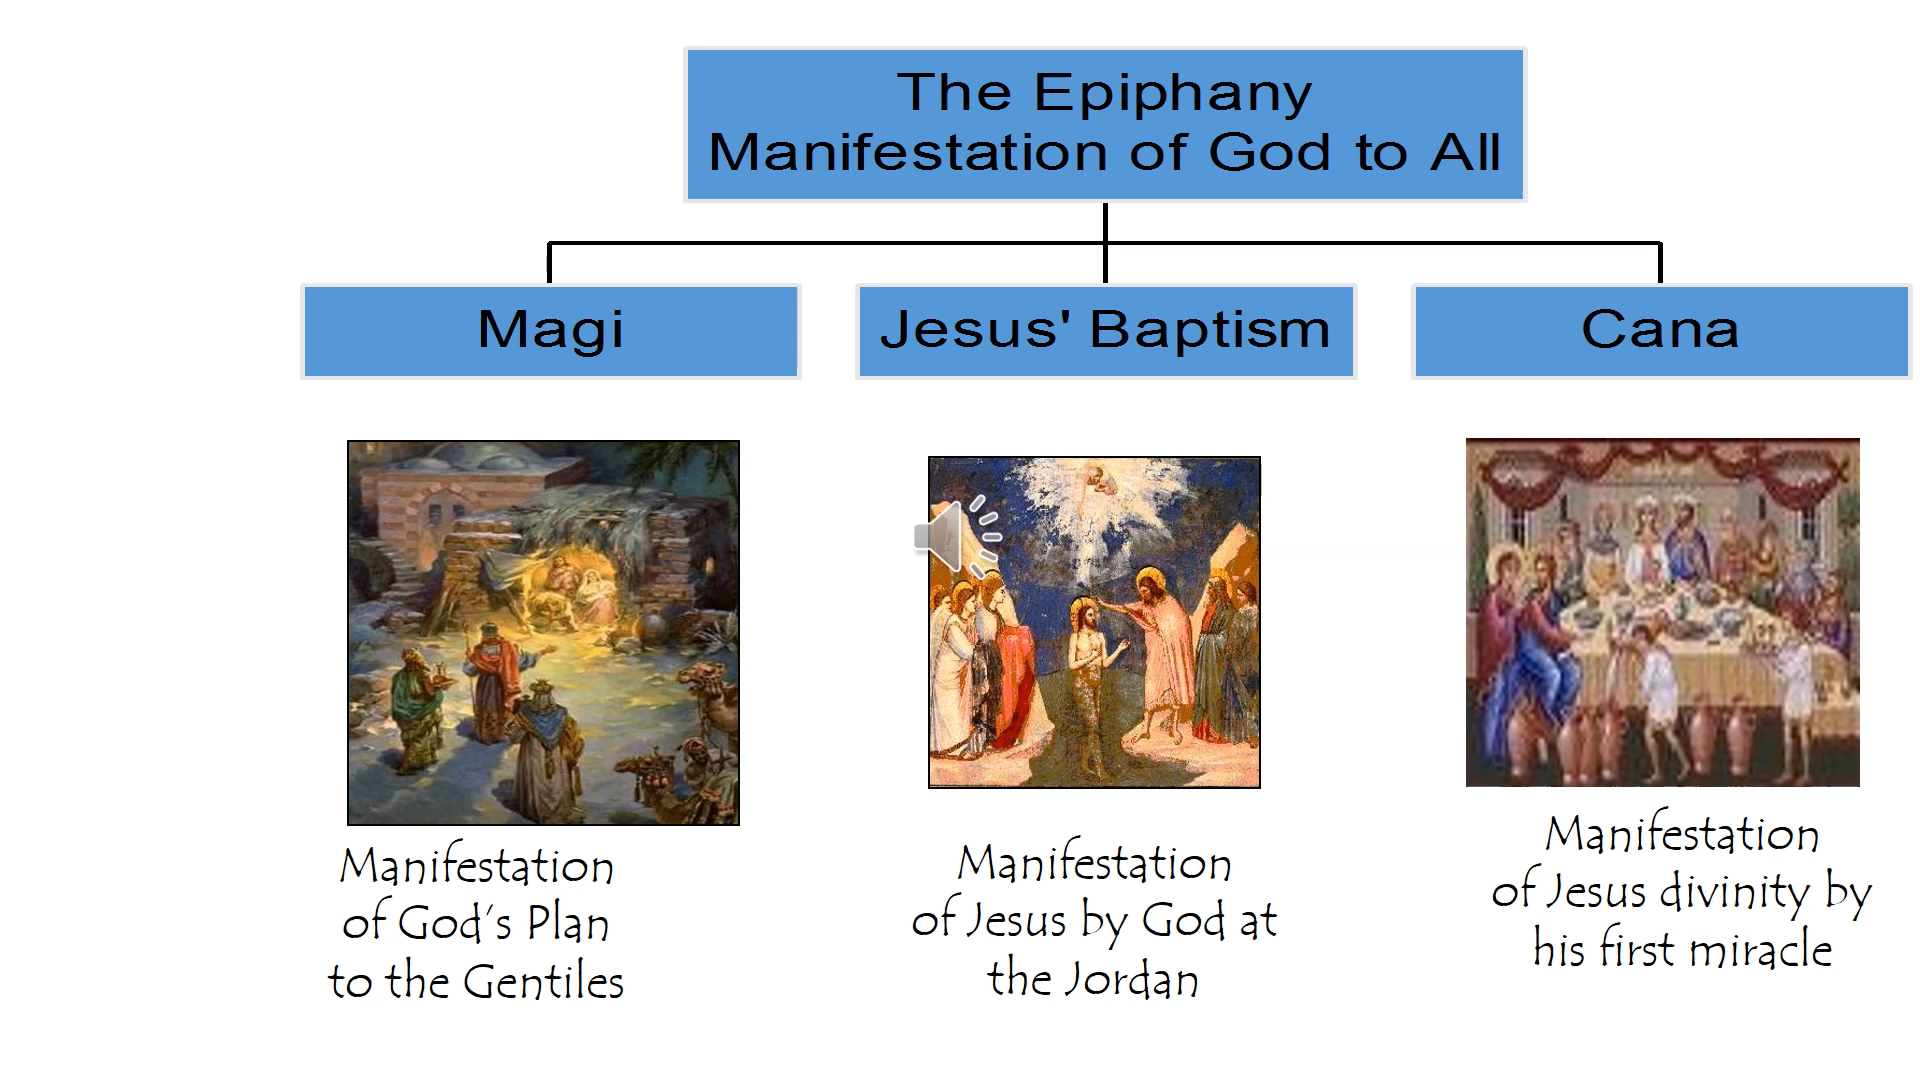 The Epiphany
Manifestation of God to All
Magi
Jesus' Baptism
Cana
Manifestation
of God's Plan
to the Gentiles
Manifestation
of Jesus by God at
the Jordan
Manifestation
of Jesus divinity by
his first miracle